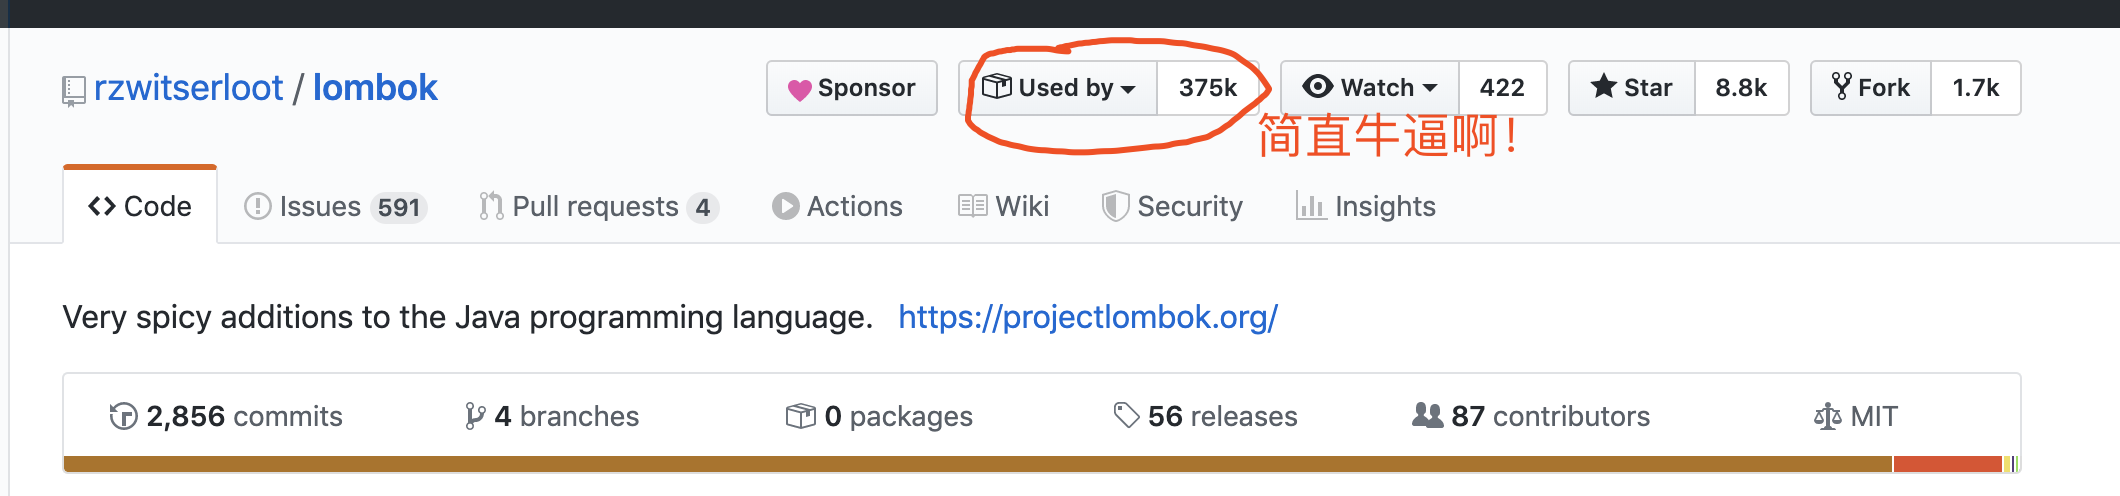 rzwitserloot / lombok
Sponsor
Used by 375k
Watch 422
Star 8.8k
Fork 1.7k
简直牛逼啊!
Code
Issues 591
Pull requests 4
Actions
Wiki
Security
Insights
Very spicy additions to the Java programming language. https://projectlombok.org/
2,856 commits
4 branches
0 packages
56 releases
87 contributors
MIT